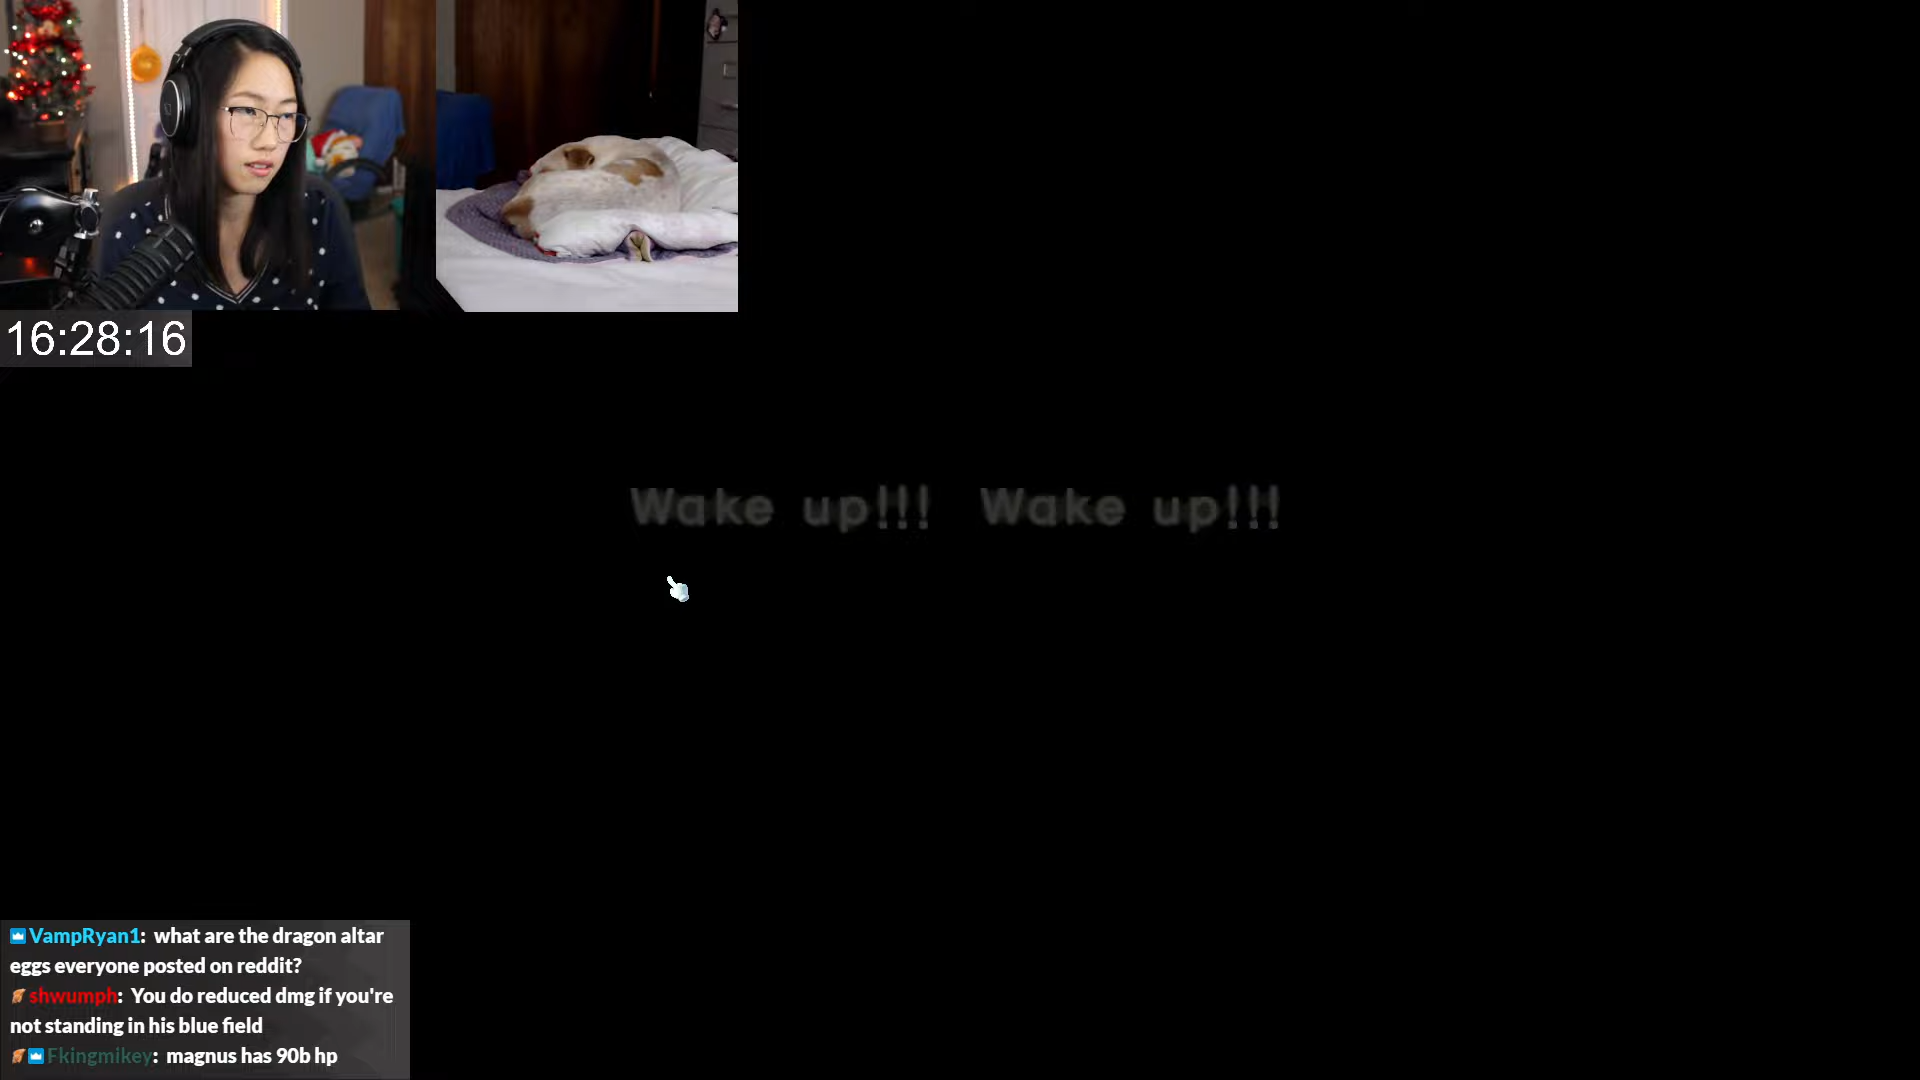 16:28:16
Wake up!!! Wake up!!!
VampRyan1: what are the dragon altar
eggs everyone posted on reddit?
shwumph: You do reduced dmg if you're
not standing in his blue field
Fkingmikey: magnus has 90b hp